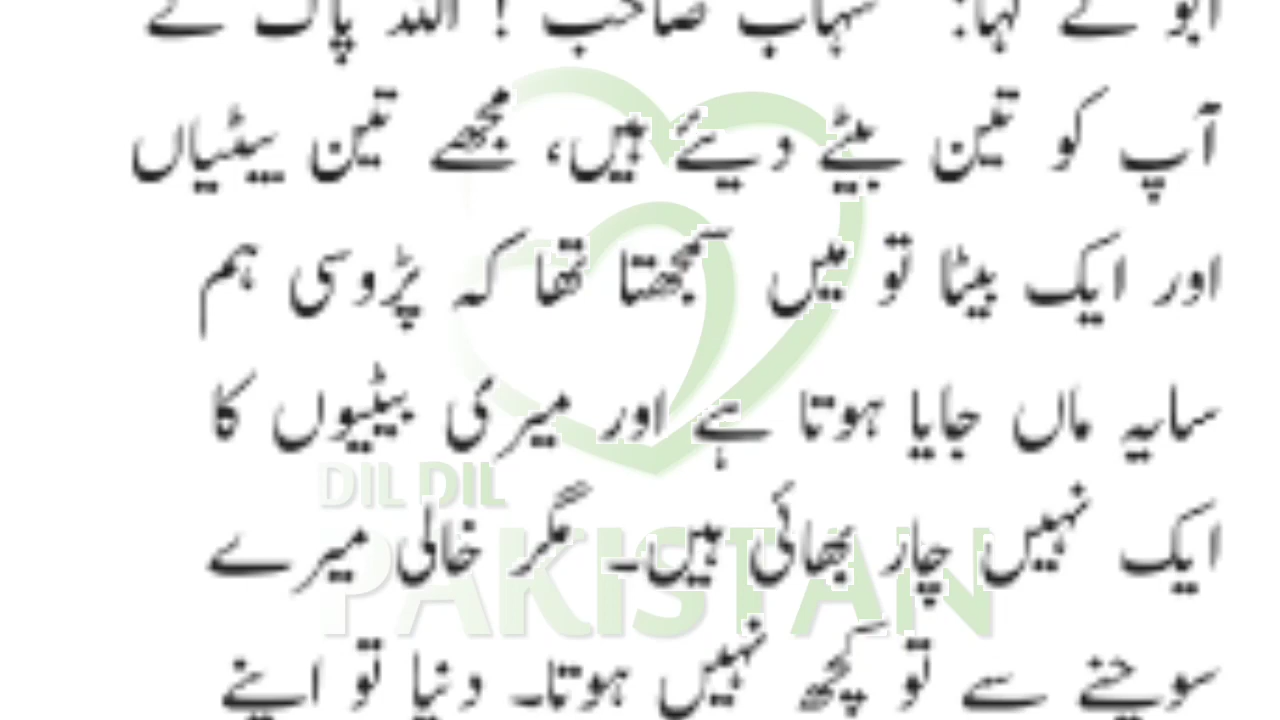 ابو نے کہا: شہاب صاحب ! اللہ پاک نے
آپ کو تین بیٹے دیئے ہیں، مجھے تین بیٹیاں
اور ایک بیٹا تو میں سمجھتا تھا کہ پڑوسی ہم
سایہ ماں جایا ہوتا ہے اور میری بیٹیوں کا
ایک نہیں چار بھائی ہیں۔ مگر خالی میرے
سوچنے سے تو کچھ نہیں ہوتا۔ دنیا تو اپنے
DIL DIL
PAKISTAN